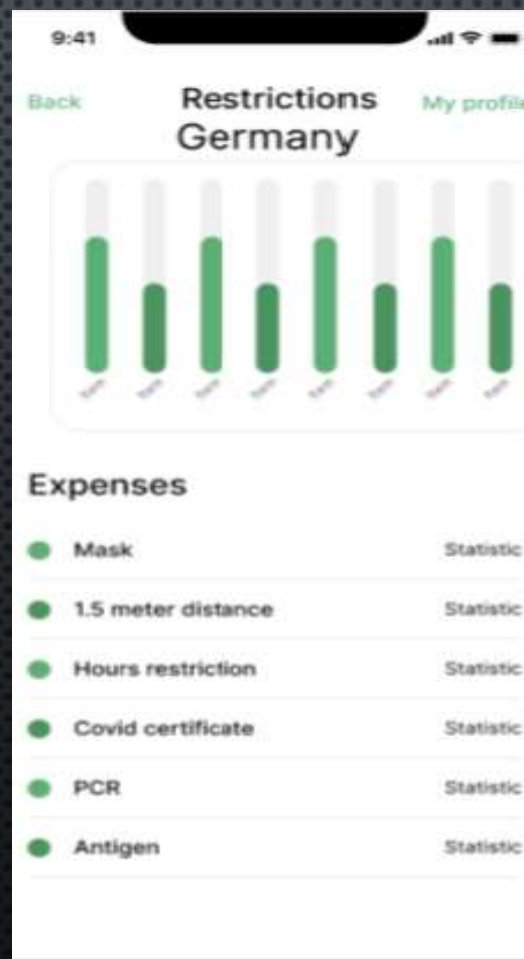 9:41
Back Restrictions My profile
Germany
Expenses
Mask Statistic
1.5 meter distance Statistic
Hours restriction Statistic
Covid certificate Statistic
PCR Statistic
Antigen Statistic